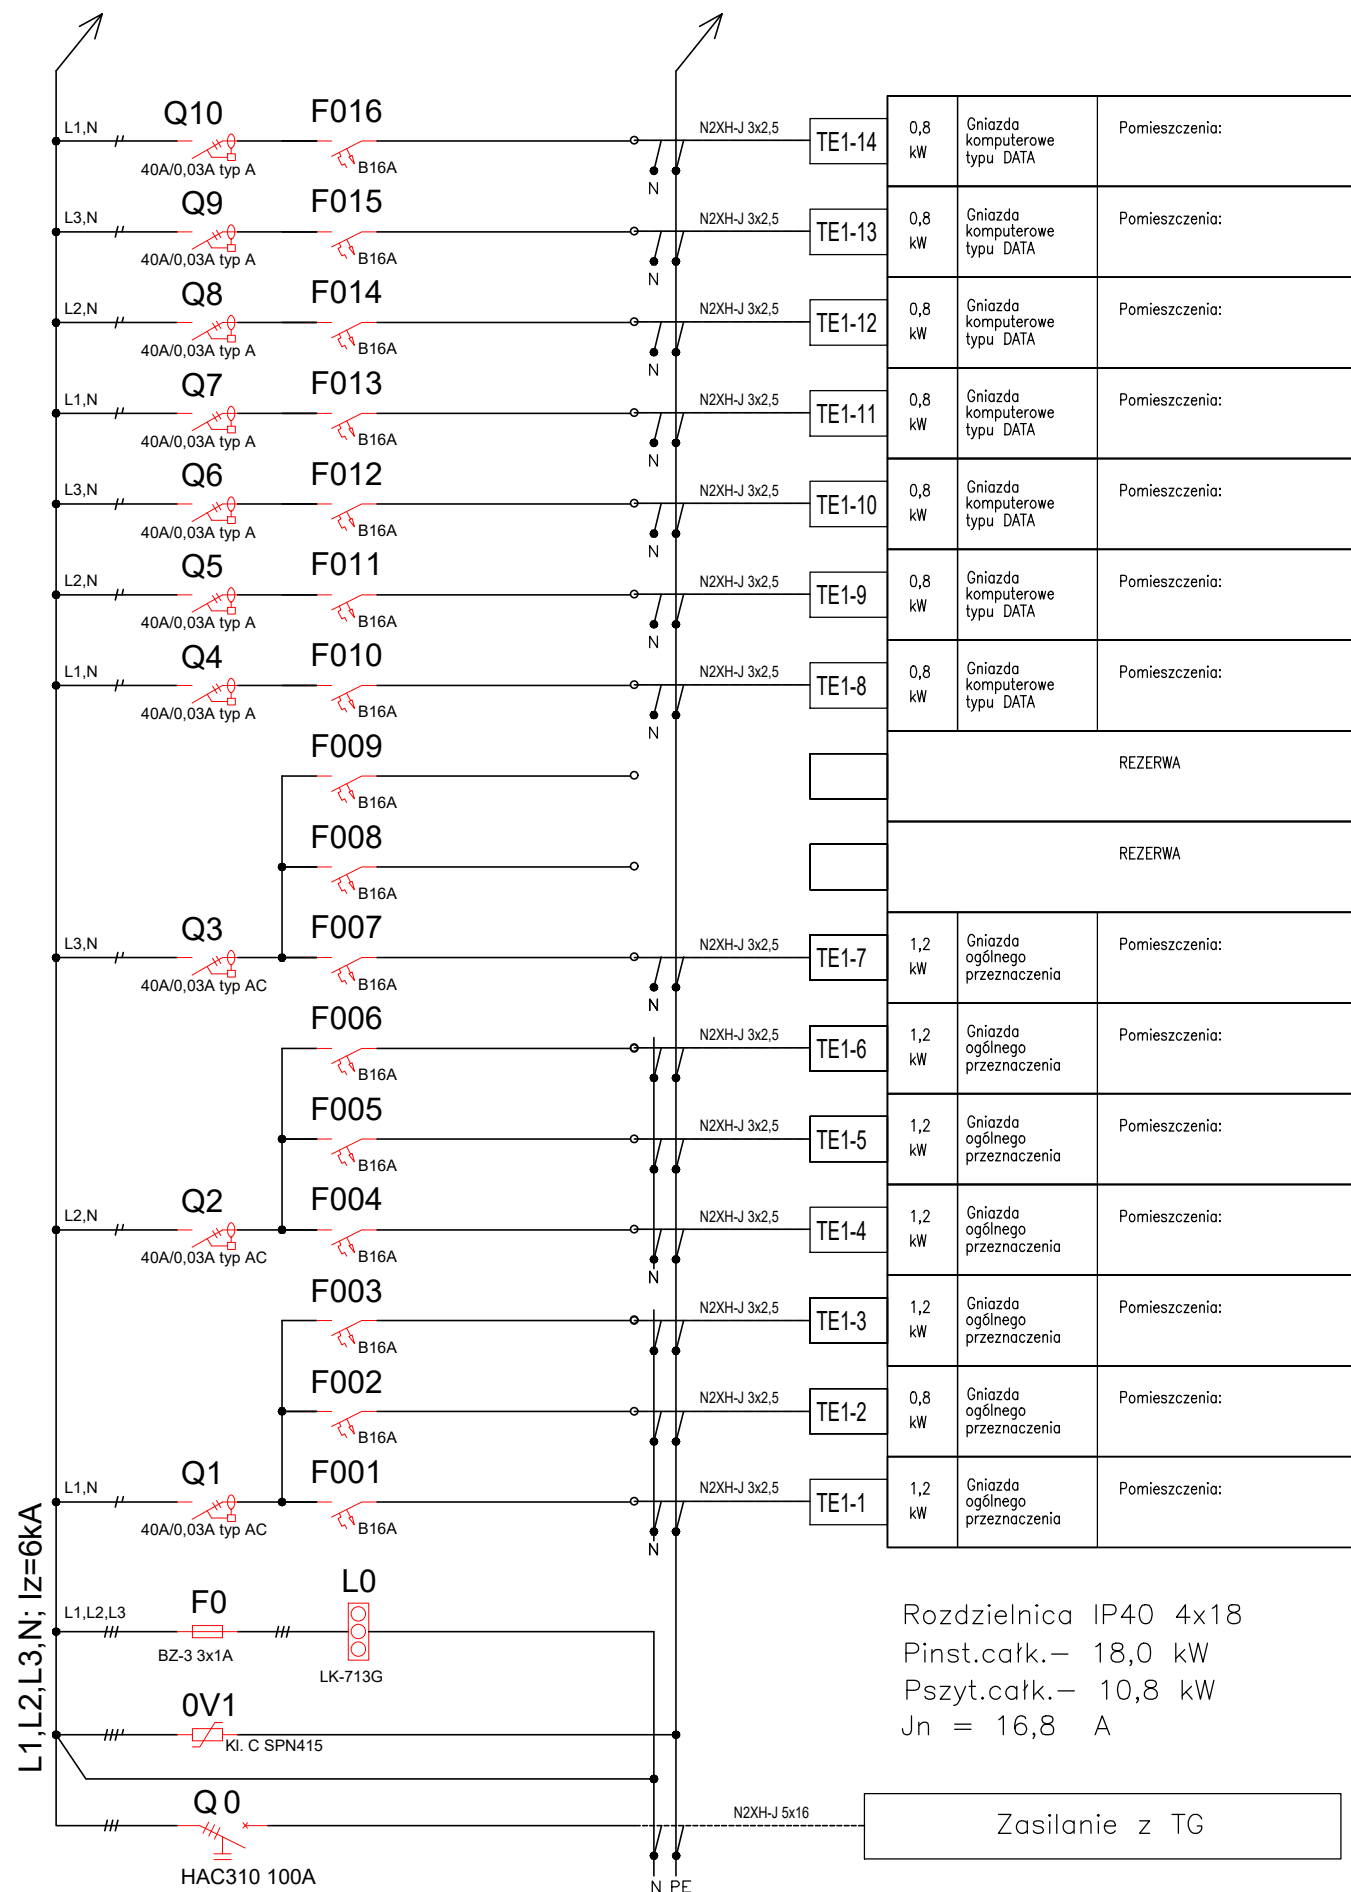 Q10 F016
L1,N N2XH-J 3x2,5 TE1-14 0,8 kW Gniazda komputerowe typu DATA Pomieszczenia:
40A/0,03A typ A B16A
N
Q9 F015
L3,N N2XH-J 3x2,5 TE1-13 0,8 kW Gniazda komputerowe typu DATA Pomieszczenia:
40A/0,03A typ A B16A
N
Q8 F014
L2,N N2XH-J 3x2,5 TE1-12 0,8 kW Gniazda komputerowe typu DATA Pomieszczenia:
40A/0,03A typ A B16A
N
Q7 F013
L1,N N2XH-J 3x2,5 TE1-11 0,8 kW Gniazda komputerowe typu DATA Pomieszczenia:
40A/0,03A typ A B16A
N
Q6 F012
L3,N N2XH-J 3x2,5 TE1-10 0,8 kW Gniazda komputerowe typu DATA Pomieszczenia:
40A/0,03A typ A B16A
N
Q5 F011
L2,N N2XH-J 3x2,5 TE1-9 0,8 kW Gniazda komputerowe typu DATA Pomieszczenia:
40A/0,03A typ A B16A
N
Q4 F010
L1,N N2XH-J 3x2,5 TE1-8 0,8 kW Gniazda komputerowe typu DATA Pomieszczenia:
40A/0,03A typ A B16A
N
F009
REZERWA
B16A
F008
REZERWA
B16A
Q3 F007
L3,N N2XH-J 3x2,5 TE1-7 1,2 kW Gniazda ogólnego przeznaczenia Pomieszczenia:
40A/0,03A typ AC B16A
N
F006
N2XH-J 3x2,5 TE1-6 1,2 kW Gniazda ogólnego przeznaczenia Pomieszczenia:
B16A
F005
N2XH-J 3x2,5 TE1-5 1,2 kW Gniazda ogólnego przeznaczenia Pomieszczenia:
B16A
Q2 F004
L2,N N2XH-J 3x2,5 TE1-4 1,2 kW Gniazda ogólnego przeznaczenia Pomieszczenia:
40A/0,03A typ AC B16A
N
F003
N2XH-J 3x2,5 TE1-3 1,2 kW Gniazda ogólnego przeznaczenia Pomieszczenia:
B16A
F002
N2XH-J 3x2,5 TE1-2 0,8 kW Gniazda ogólnego przeznaczenia Pomieszczenia:
B16A
Q1 F001
L1,N N2XH-J 3x2,5 TE1-1 1,2 kW Gniazda ogólnego przeznaczenia Pomieszczenia:
40A/0,03A typ AC B16A
N
L1,L2,L3,N; Iz=6kA
F0 L0
L1,L2,L3
BZ-3 3x1A
LK-713G
0V1
Kl. C SPN415
Rozdzielnica IP40 4x18
Pinst.całk.– 18,0 kW
Pszyt.całk.– 10,8 kW
Jn = 16,8 A
Q0
N2XH-J 5x16
Zasilanie z TG
HAC310 100A
N PE